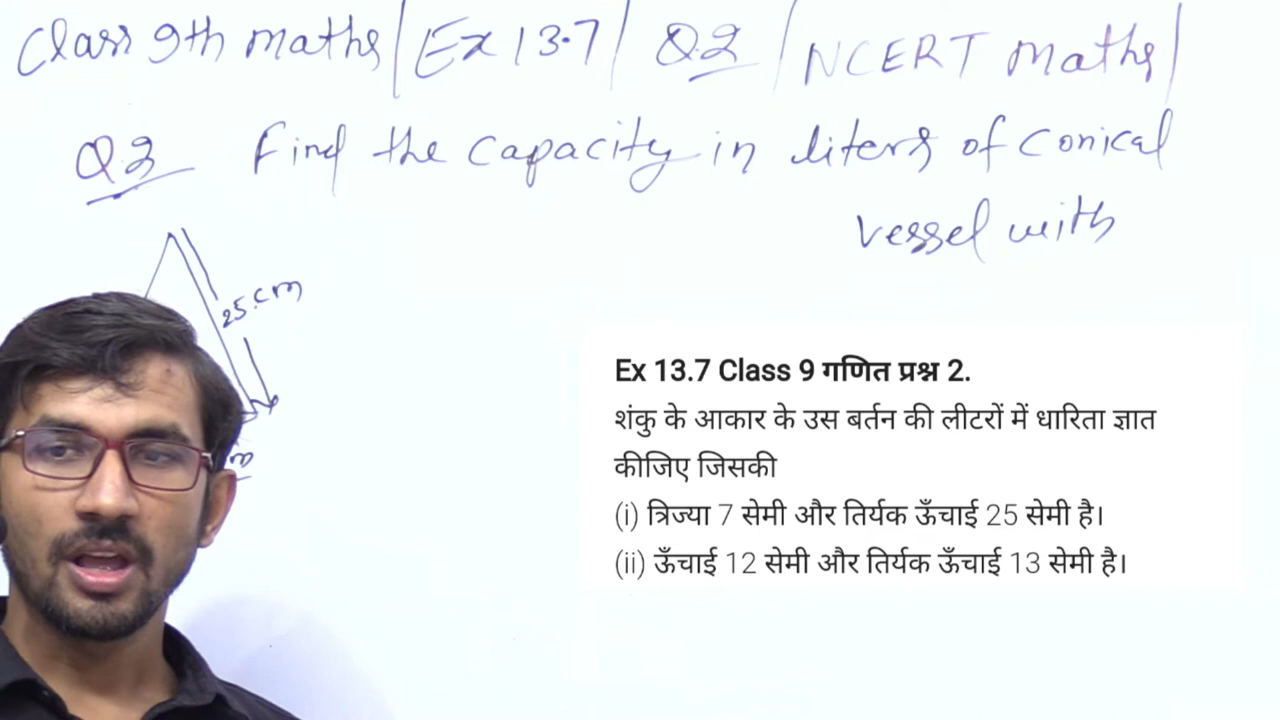 Class 9th maths | Ex 13.7 | Q.2 | NCERT Maths |
Q.2 Find the capacity in liters of conical
vessel with
25 cm
Ex 13.7 Class 9 गणित प्रश्न 2.
शंकु के आकार के उस बर्तन की लीटरों में धारिता ज्ञात
कीजिए जिसकी
(i) त्रिज्या 7 सेमी और तिर्यक ऊँचाई 25 सेमी है।
(ii) ऊँचाई 12 सेमी और तिर्यक ऊँचाई 13 सेमी है।